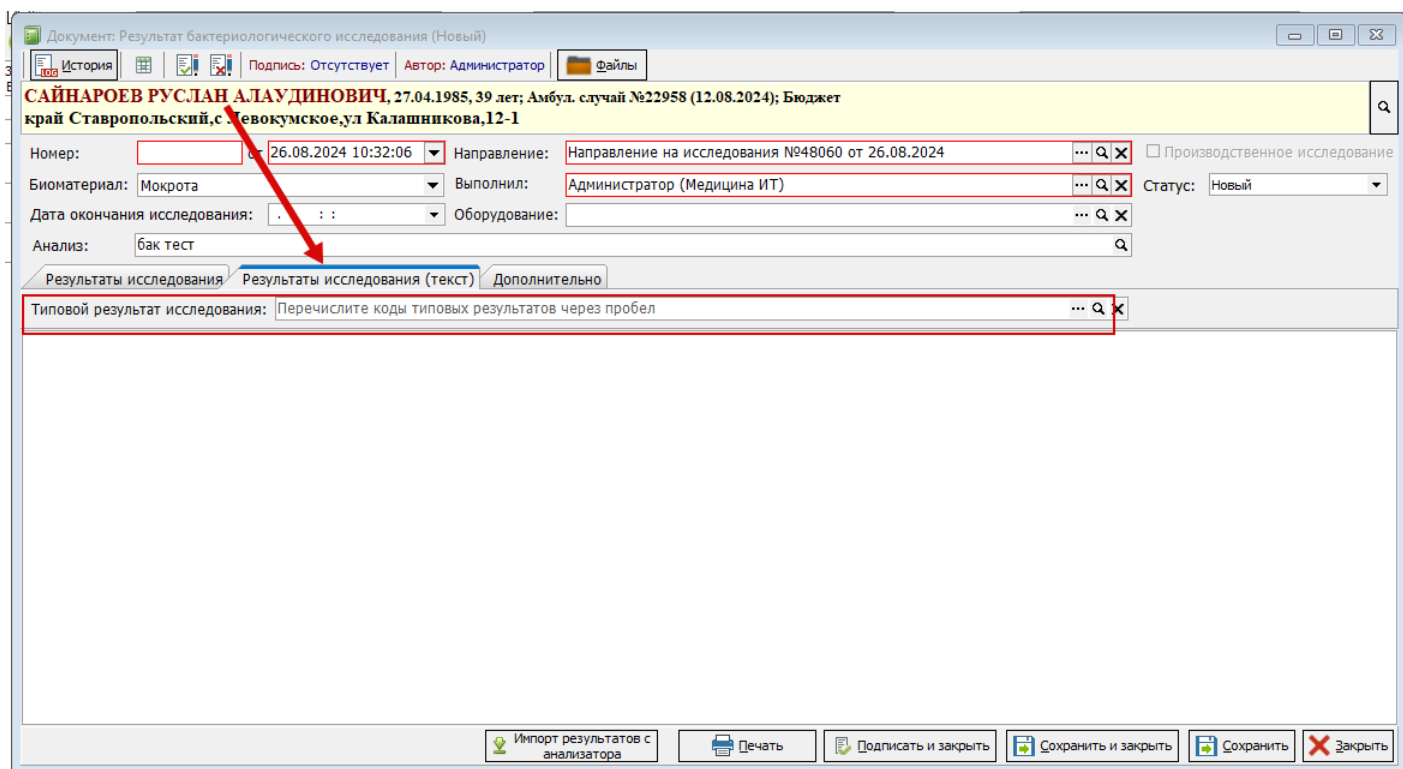 Документ: Результат бактериологического исследования (Новый)
LOG История Подпись: Отсутствует Автор: Администратор Файлы
САЙНАРОЕВ РУСЛАН АЛАУДИНОВИЧ, 27.04.1985, 39 лет; Амбул. случай №22958 (12.08.2024); Бюджет
край Ставропольский,с Левокумское,ул Калашникова,12-1
Номер: от 26.08.2024 10:32:06 Направление: Направление на исследования №48060 от 26.08.2024 Производственное исследование
Биоматериал: Мокрота Выполнил: Администратор (Медицина ИТ) Статус: Новый
Дата окончания исследования: . : : Оборудование:
Анализ: бак тест
Результаты исследования Результаты исследования (текст) Дополнительно
Типовой результат исследования: Перечислите коды типовых результатов через пробел
Импорт результатов с
анализатора
Печать Подписать и закрыть Сохранить и закрыть Сохранить Закрыть